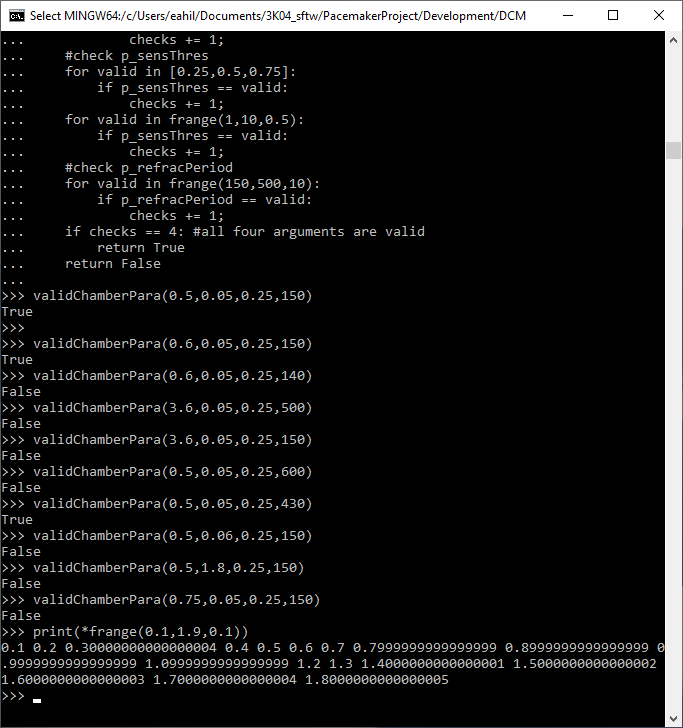 Select MINGW64:/c/Users/eahil/Documents/3K04_sftw/PacemakerProject/Development/DCM
...             checks += 1;
...     #check p_sensThres
...     for valid in [0.25,0.5,0.75]:
...         if p_sensThres == valid:
...             checks += 1;
...     for valid in frange(1,10,0.5):
...         if p_sensThres == valid:
...             checks += 1;
...     #check p_refracPeriod
...     for valid in frange(150,500,10):
...         if p_refracPeriod == valid:
...             checks += 1;
...     if checks == 4: #all four arguments are valid
...         return True
...     return False
...
>>> validChamberPara(0.5,0.05,0.25,150)
True
>>>
>>> validChamberPara(0.6,0.05,0.25,150)
True
>>> validChamberPara(0.6,0.05,0.25,140)
False
>>> validChamberPara(3.6,0.05,0.25,500)
False
>>> validChamberPara(3.6,0.05,0.25,150)
False
>>> validChamberPara(0.5,0.05,0.25,600)
False
>>> validChamberPara(0.5,0.05,0.25,430)
True
>>> validChamberPara(0.5,0.06,0.25,150)
False
>>> validChamberPara(0.5,1.8,0.25,150)
False
>>> validChamberPara(0.75,0.05,0.25,150)
False
>>> print(*frange(0.1,1.9,0.1))
0.1 0.2 0.30000000000000004 0.4 0.5 0.6 0.7 0.7999999999999999 0.8999999999999999 0
.9999999999999999 1.0999999999999999 1.2 1.3 1.4000000000000001 1.5000000000000002
1.6000000000000003 1.7000000000000004 1.8000000000000005
>>>